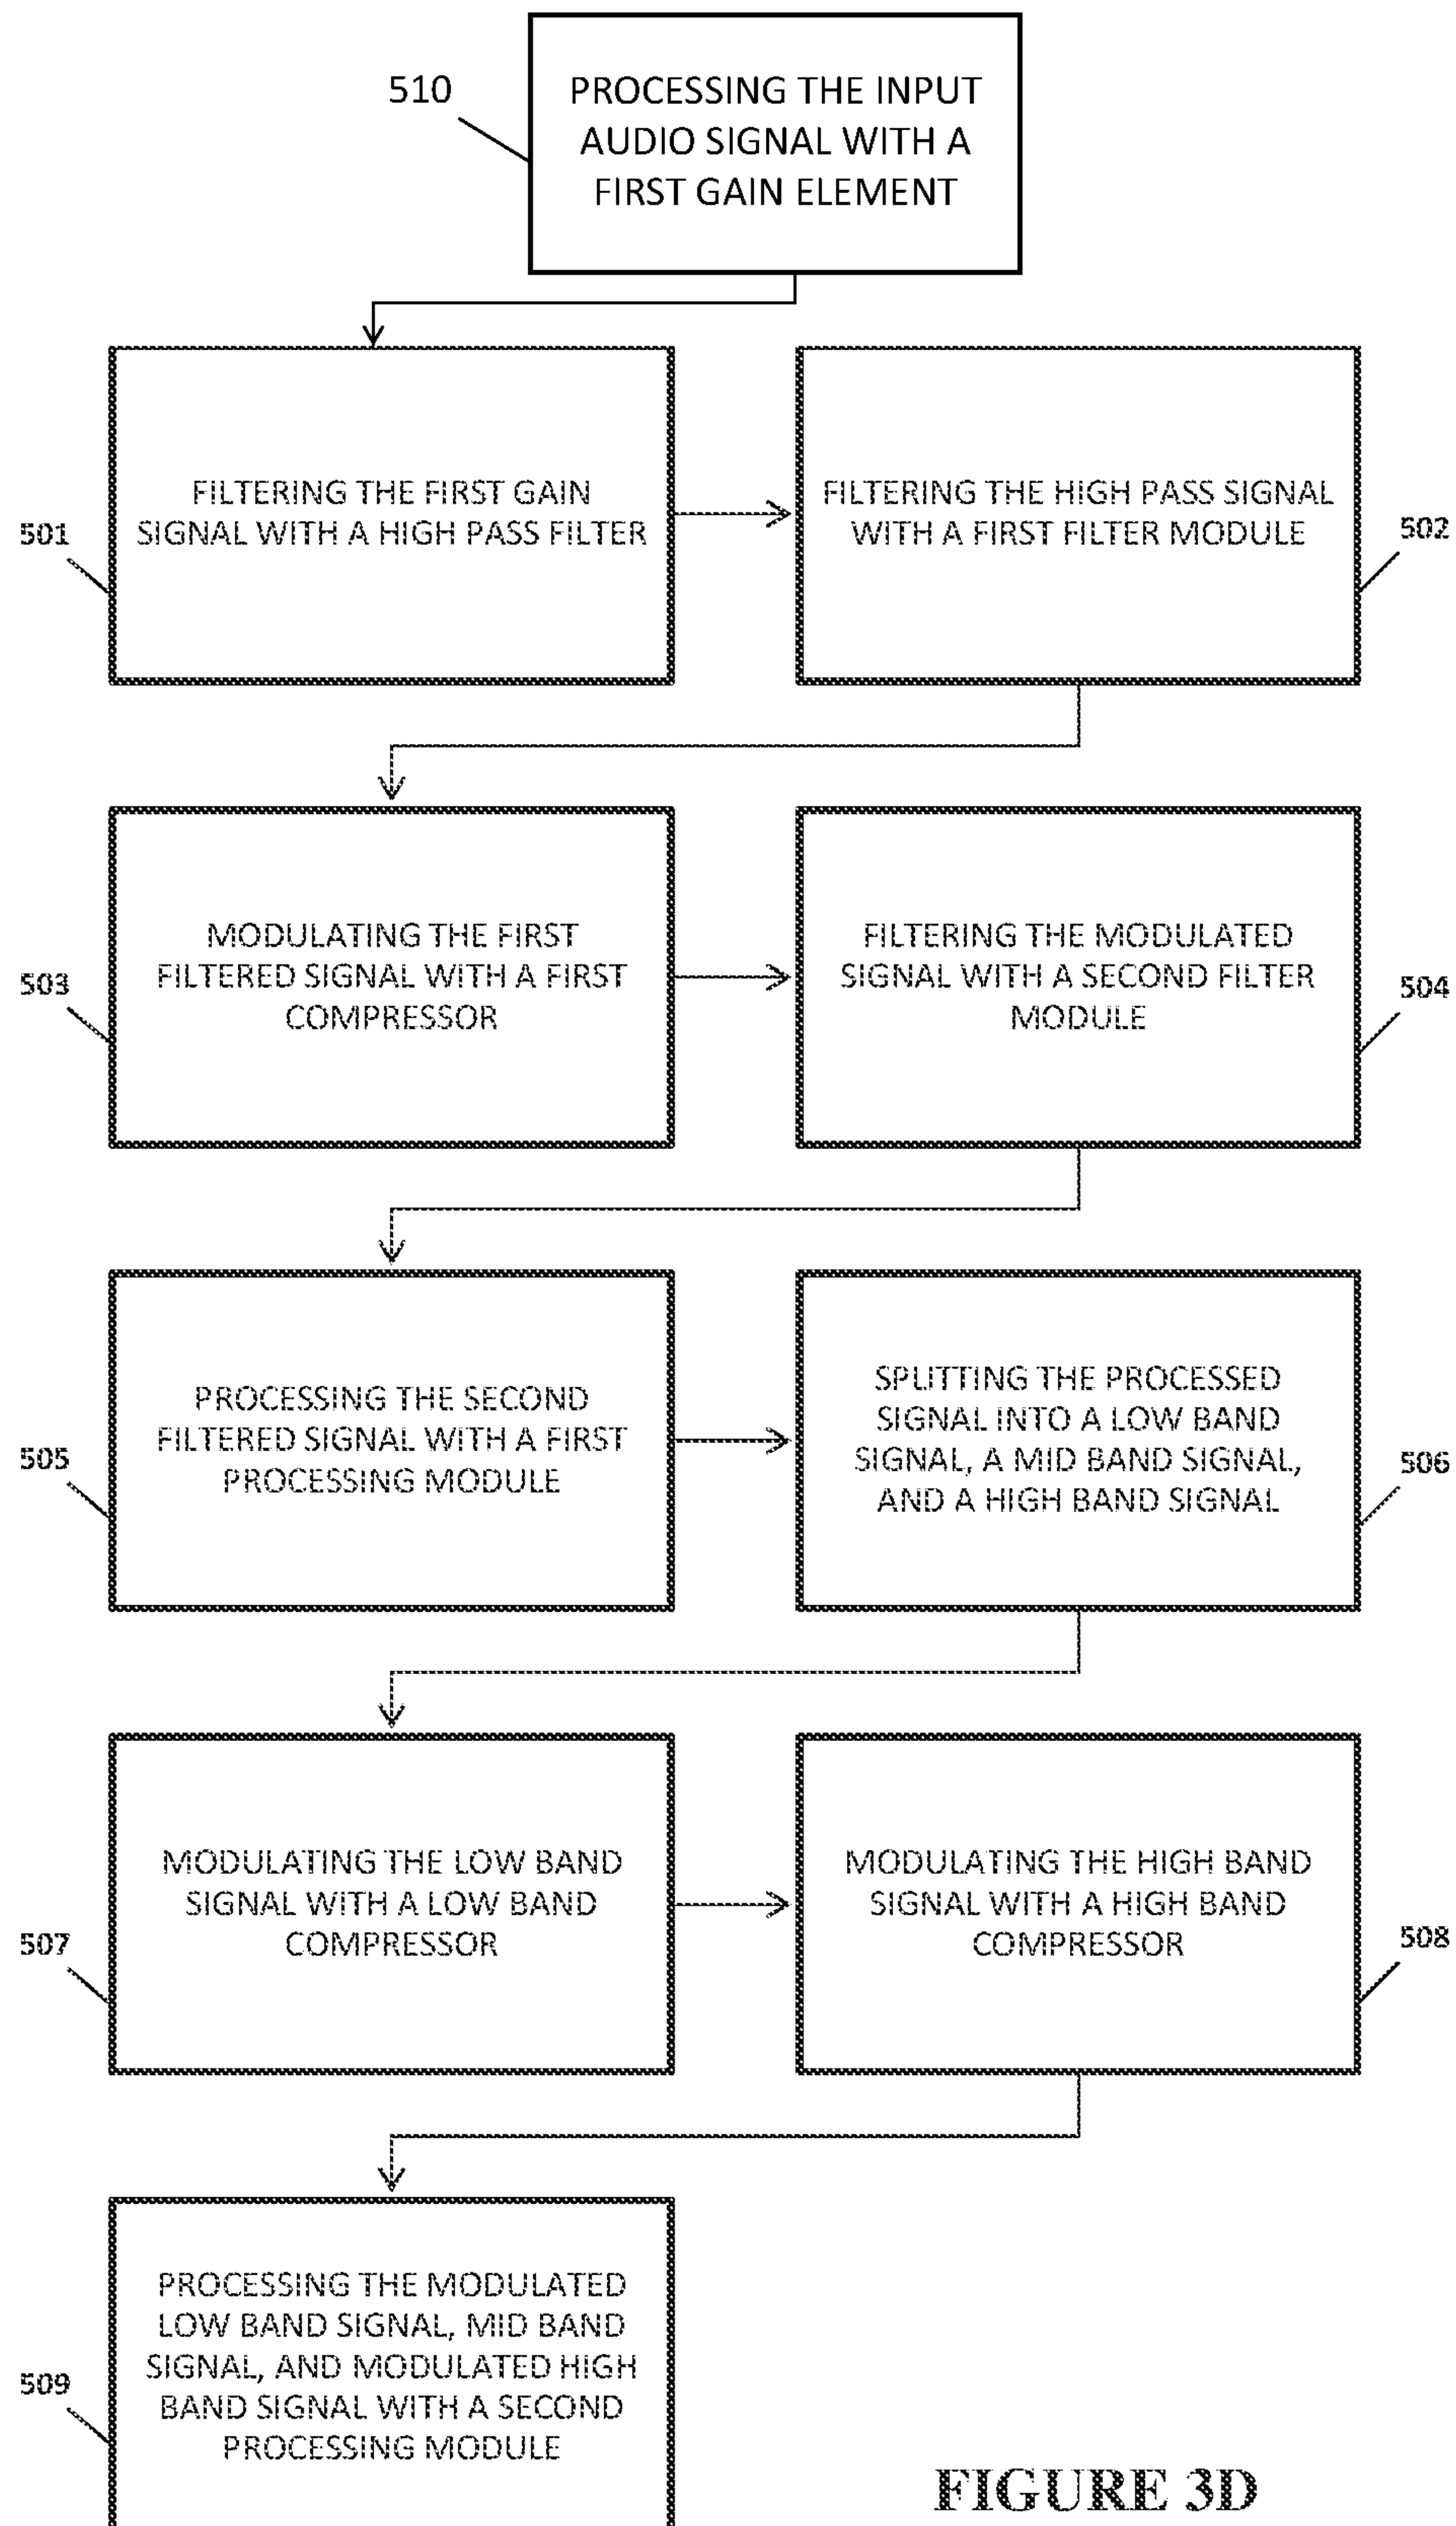 510
PROCESSING THE INPUT
AUDIO SIGNAL WITH A
FIRST GAIN ELEMENT
501
FILTERING THE FIRST GAIN
SIGNAL WITH A HIGH PASS FILTER
FILTERING THE HIGH PASS SIGNAL
WITH A FIRST FILTER MODULE
502
503
MODULATING THE FIRST
FILTERED SIGNAL WITH A FIRST
COMPRESSOR
FILTERING THE MODULATED
SIGNAL WITH A SECOND FILTER
MODULE
504
505
PROCESSING THE SECOND
FILTERED SIGNAL WITH A FIRST
PROCESSING MODULE
SPLITTING THE PROCESSED
SIGNAL INTO A LOW BAND
SIGNAL, A MID BAND SIGNAL,
AND A HIGH BAND SIGNAL
506
507
MODULATING THE LOW BAND
SIGNAL WITH A LOW BAND
COMPRESSOR
MODULATING THE HIGH BAND
SIGNAL WITH A HIGH BAND
COMPRESSOR
508
509
PROCESSING THE MODULATED
LOW BAND SIGNAL, MID BAND
SIGNAL, AND MODULATED HIGH
BAND SIGNAL WITH A SECOND
PROCESSING MODULE
FIGURE 3D